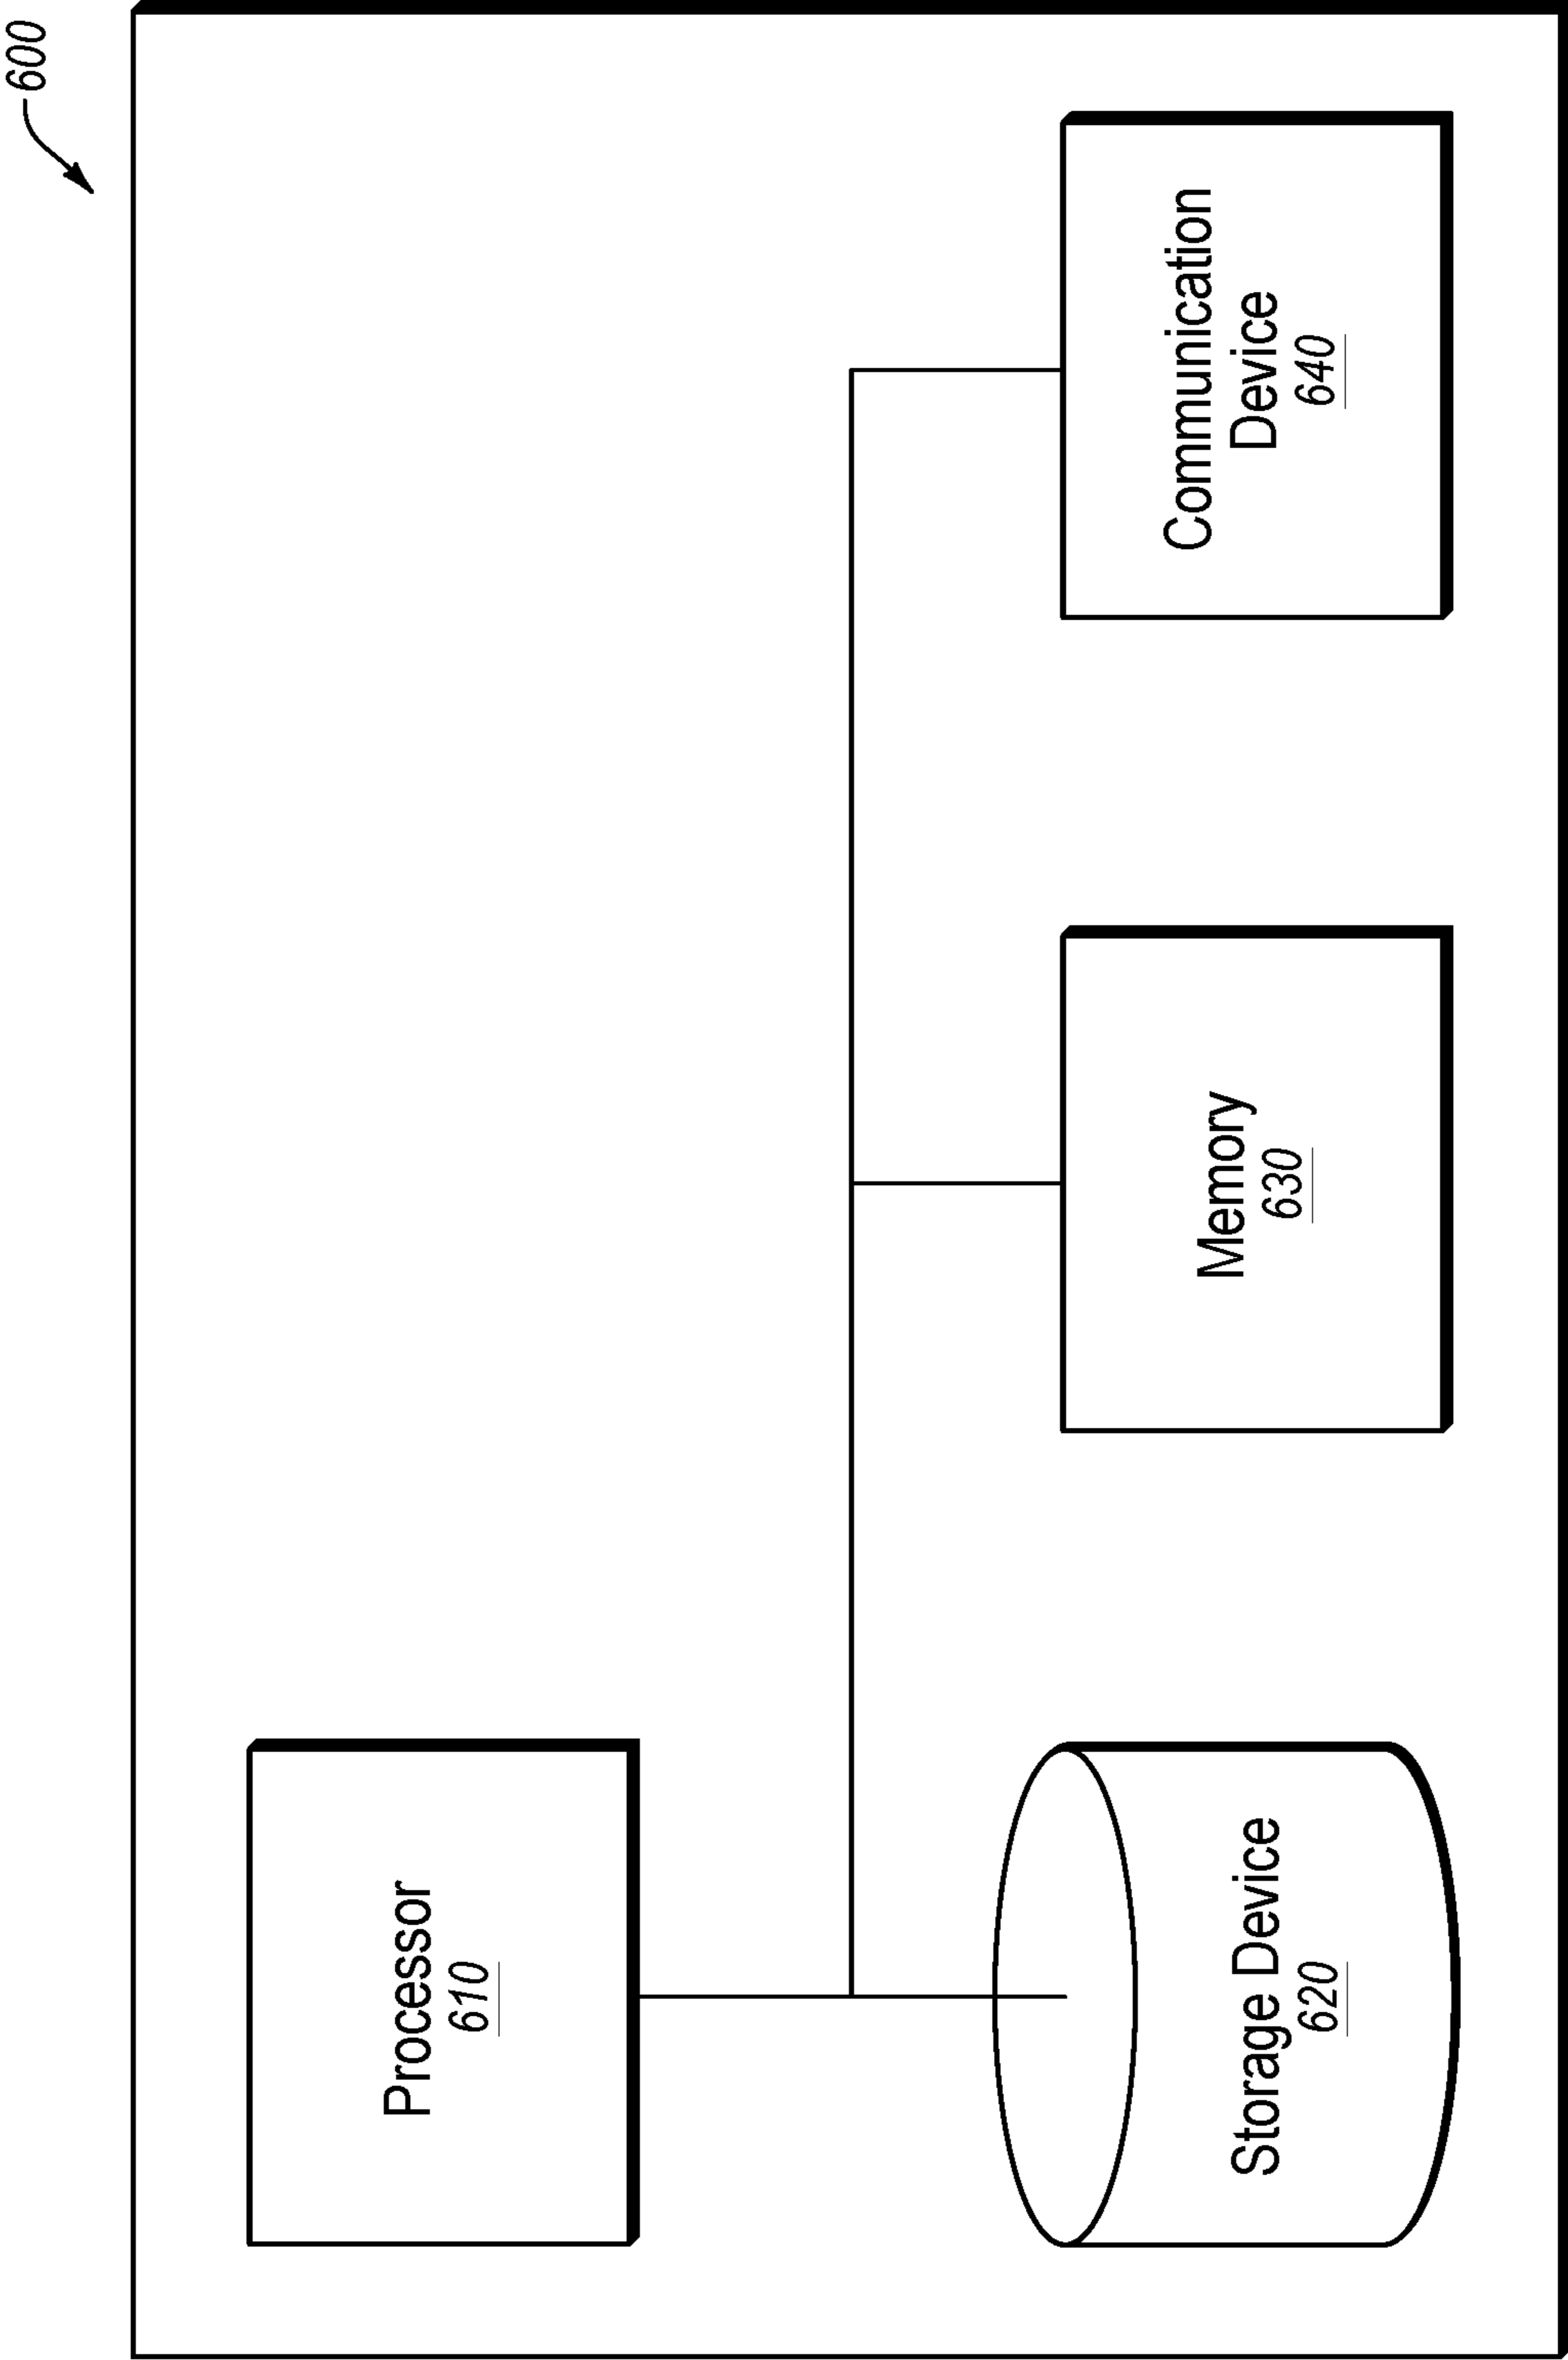 600
Processor
610
Storage Device
620
Memory
630
Communication
Device
640